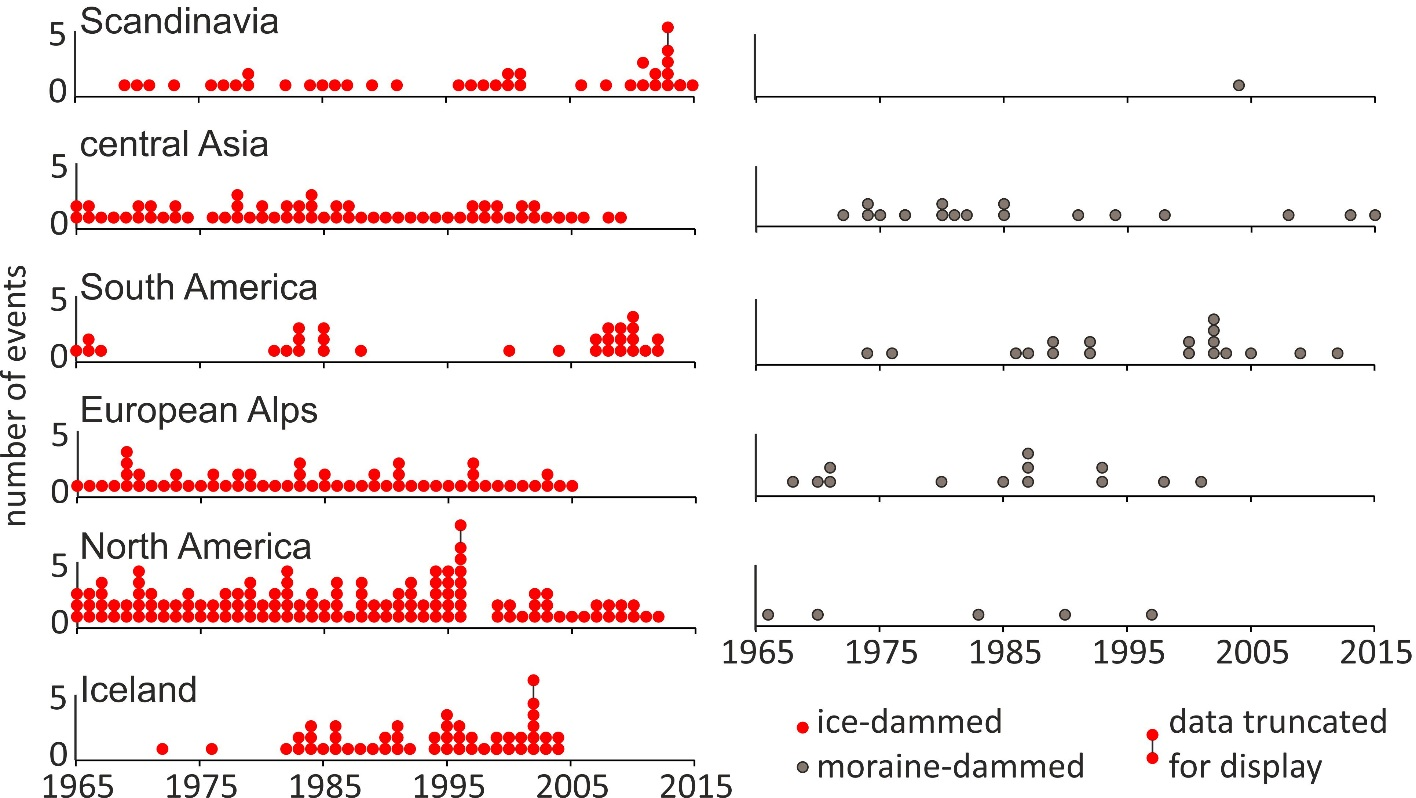 Scandinavia
5
0
central Asia
5
0
South America
5
0
number of events
European Alps
5
0
North America
5
0
1965 1975 1985 1995 2005 2015
Iceland
5
0
1965 1975 1985 1995 2005 2015
ice-dammed
moraine-dammed
data truncated
for display